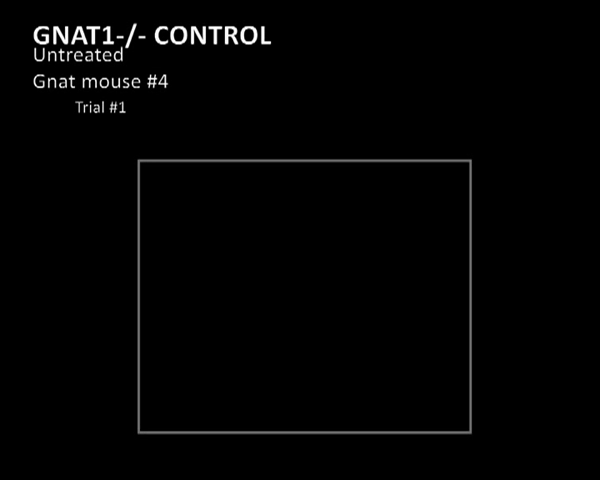 GNAT1-/- CONTROL
Untreated
Gnat mouse #4
Trial #1